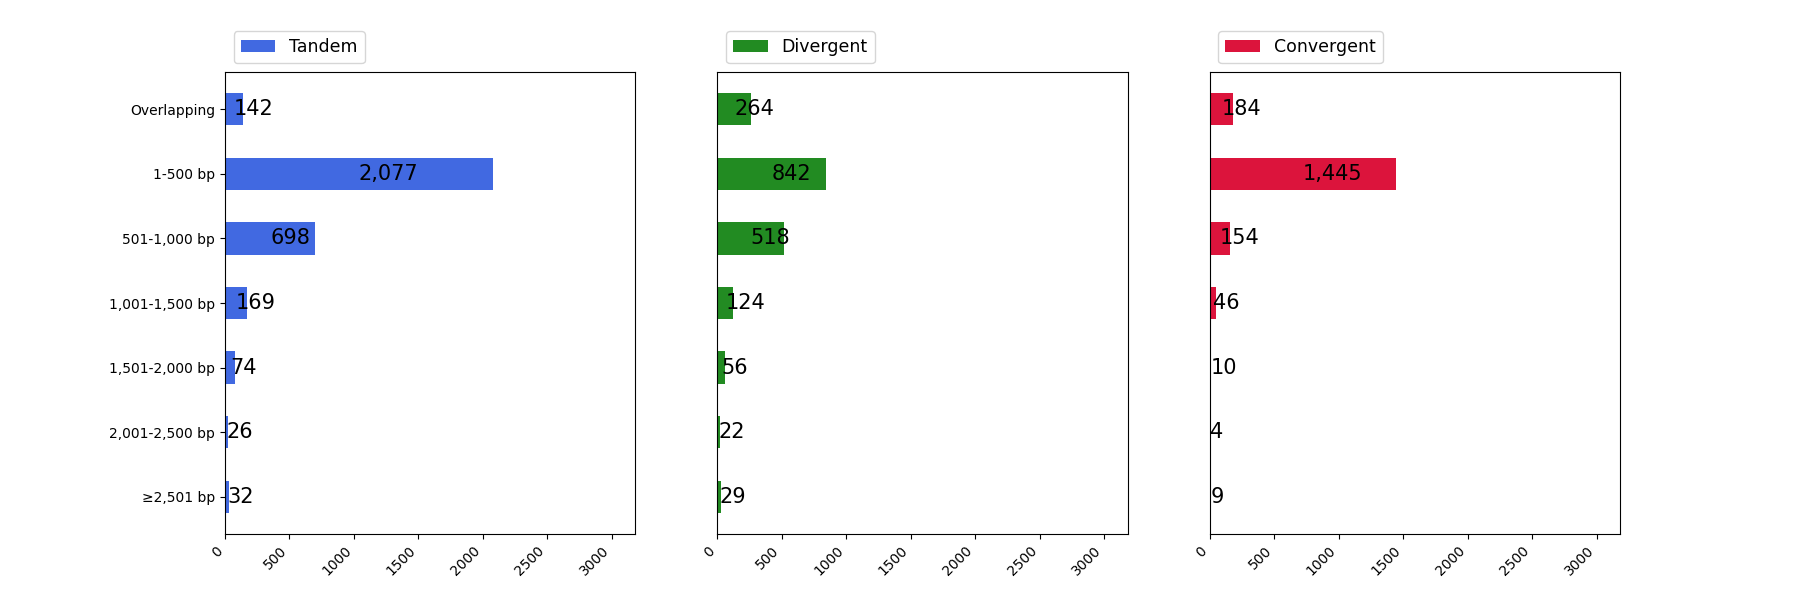 Tandem
Divergent
Convergent
Overlapping
142
264
184
1-500 bp
2,077
842
1,445
501-1,000 bp
698
518
154
1,001-1,500 bp
169
124
46
1,501-2,000 bp
74
56
10
2,001-2,500 bp
26
22
4
≥2,501 bp
32
29
9
0 500 1000 1500 2000 2500 3000
0 500 1000 1500 2000 2500 3000
0 500 1000 1500 2000 2500 3000